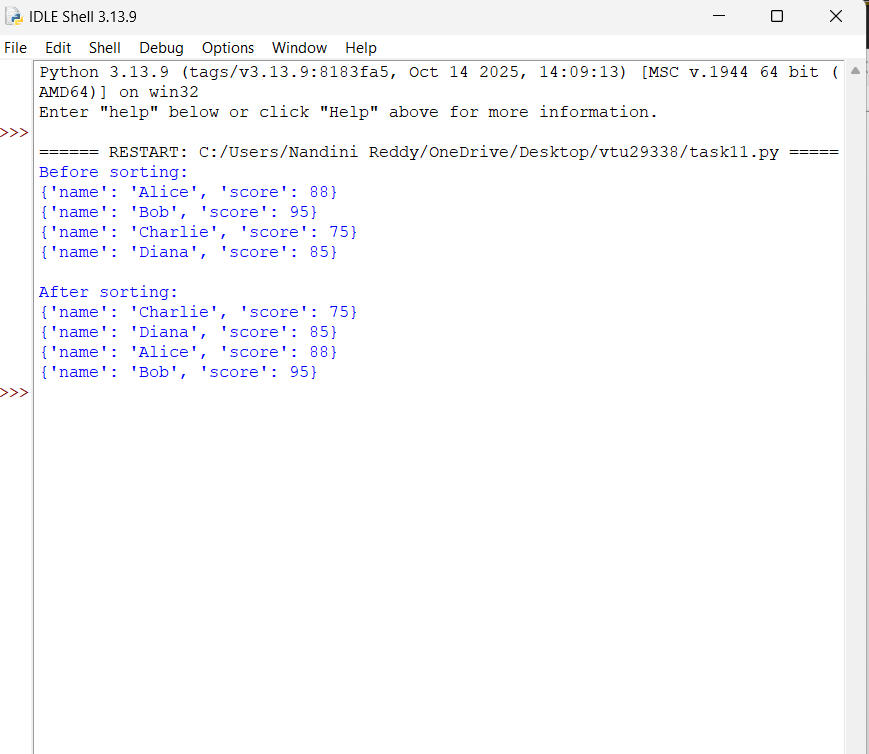 IDLE Shell 3.13.9
File Edit Shell Debug Options Window Help
Python 3.13.9 (tags/v3.13.9:8183fa5, Oct 14 2025, 14:09:13) [MSC v.1944 64 bit (
AMD64)] on win32
Enter "help" below or click "Help" above for more information.
>>>
====== RESTART: C:/Users/Nandini Reddy/OneDrive/Desktop/vtu29338/task11.py =====
Before sorting:
{'name': 'Alice', 'score': 88}
{'name': 'Bob', 'score': 95}
{'name': 'Charlie', 'score': 75}
{'name': 'Diana', 'score': 85}
After sorting:
{'name': 'Charlie', 'score': 75}
{'name': 'Diana', 'score': 85}
{'name': 'Alice', 'score': 88}
{'name': 'Bob', 'score': 95}
>>>